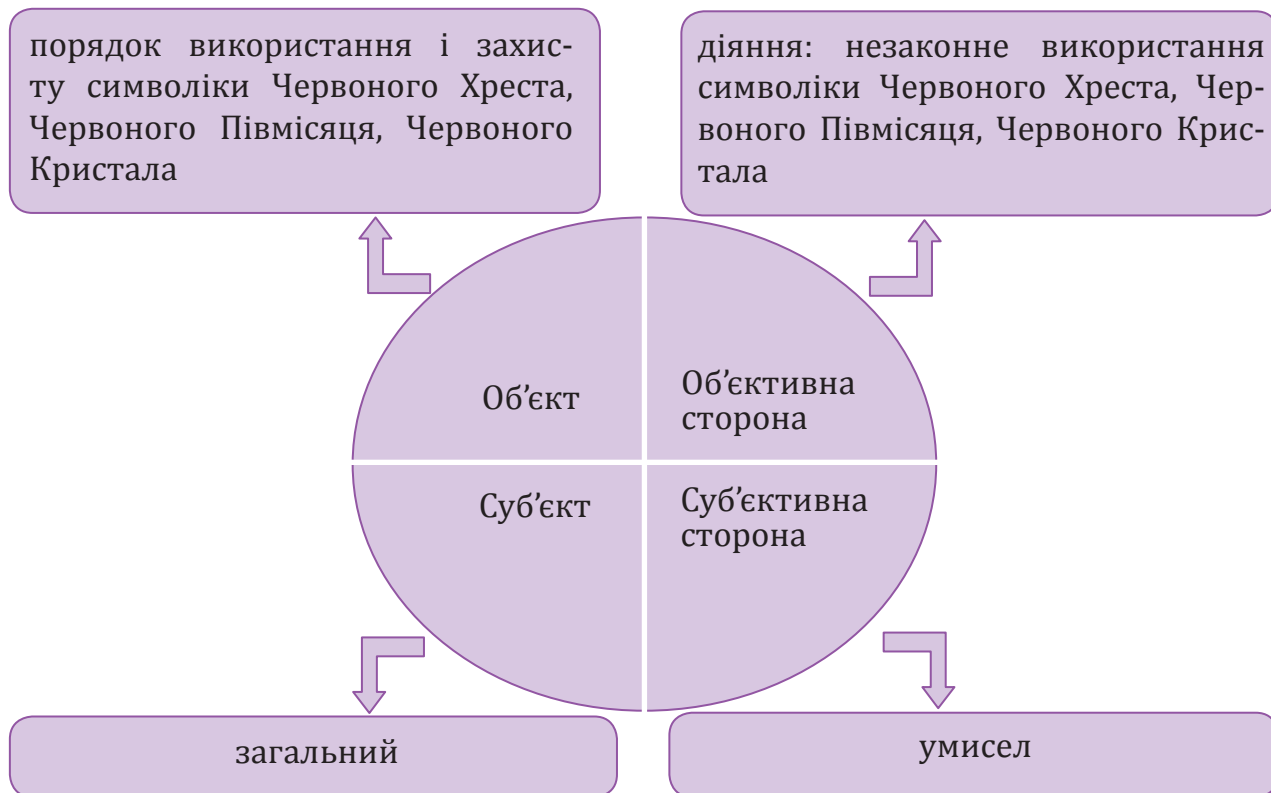 порядок використання і захис-
ту символіки Червоного Хреста,
Червоного Півмісяця, Червоного
Кристала
діяння: незаконне використання
символіки Червоного Хреста, Чер-
воного Півмісяця, Червоного Крис-
тала
Об’єкт
Об’єктивна
сторона
Суб’єкт
Суб’єктивна
сторона
загальний
умисел